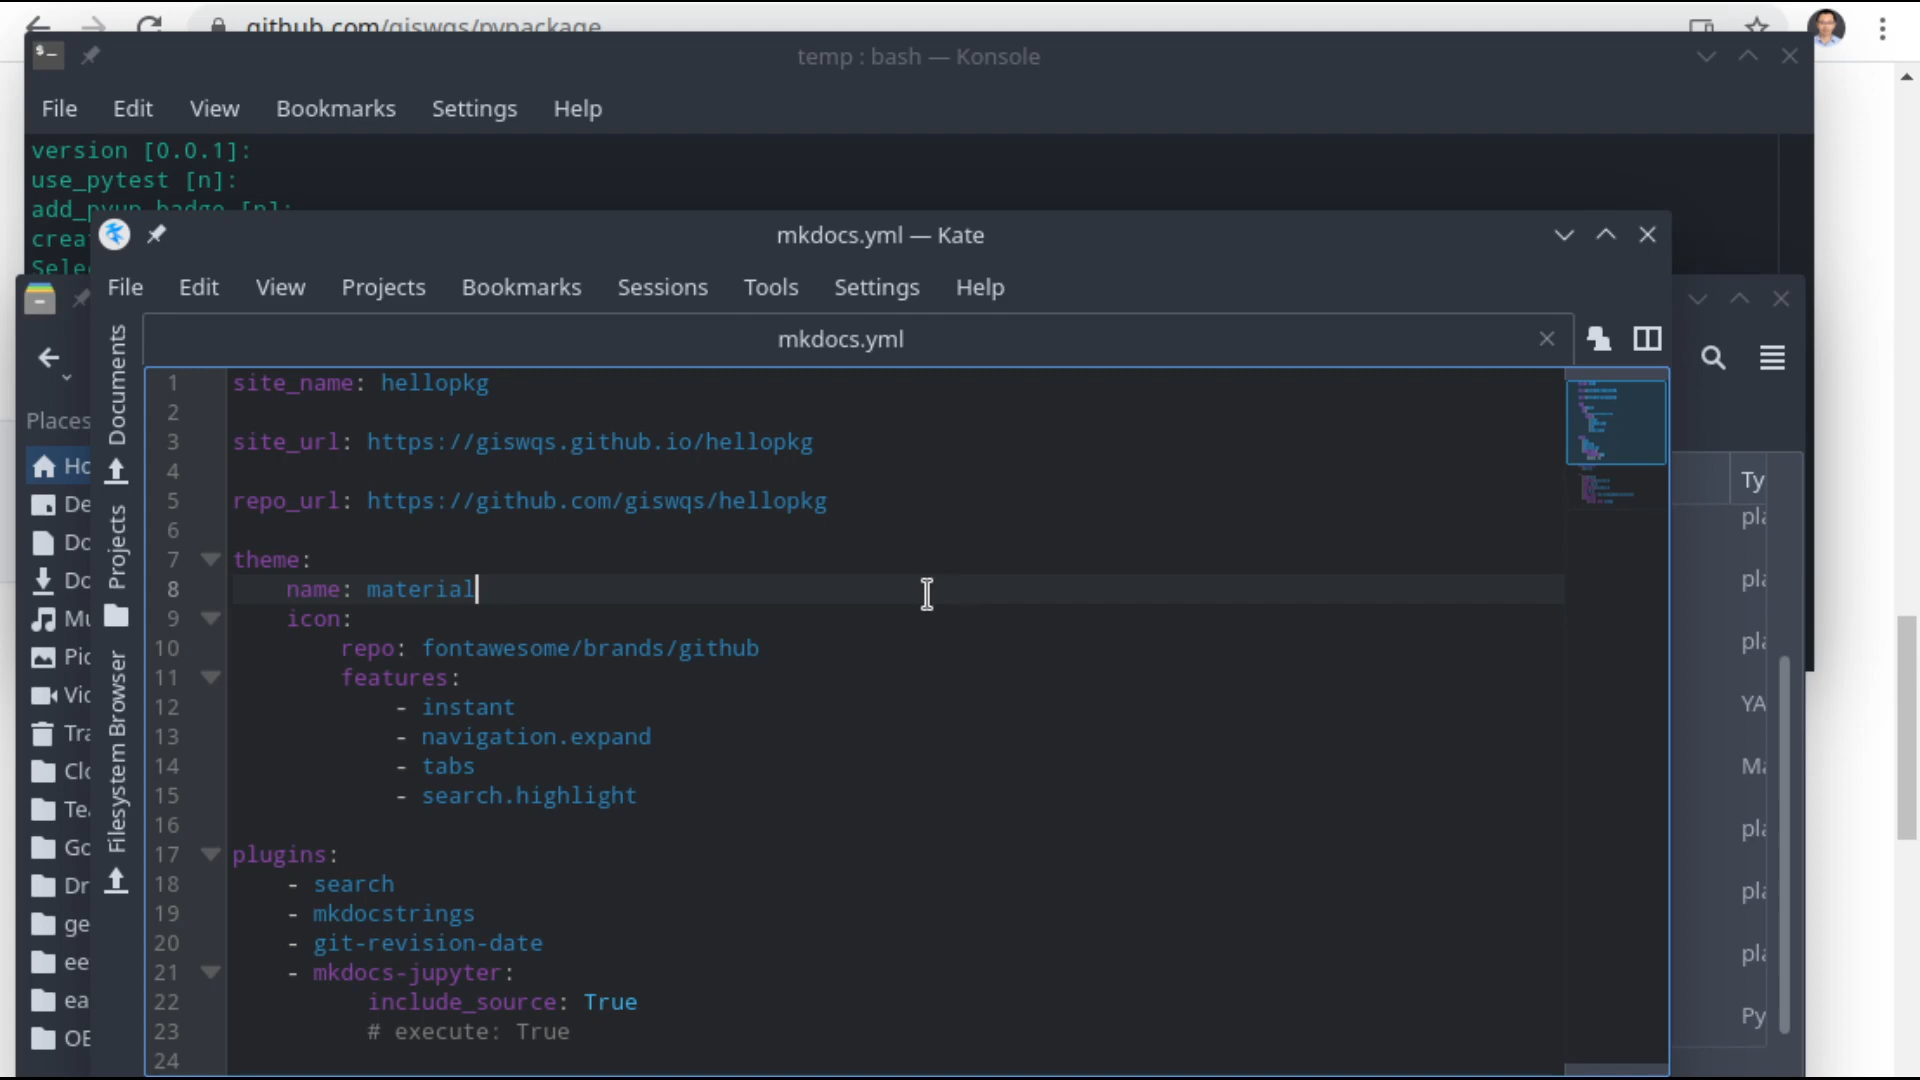 github.com/giswqs/pypackage
temp : bash — Konsole
File Edit View Bookmarks Settings Help
version [0.0.1]:
use_pytest [n]:
add_pyup_badge [n]:
mkdocs.yml — Kate
File Edit View Projects Bookmarks Sessions Tools Settings Help
mkdocs.yml
Documents
Projects
Filesystem Browser
Places
1 site_name: hellopkg
2
3 site_url: https://giswqs.github.io/hellopkg
4
5 repo_url: https://github.com/giswqs/hellopkg
6
7 theme:
8 name: material
9 icon:
10 repo: fontawesome/brands/github
11 features:
12 - instant
13 - navigation.expand
14 - tabs
15 - search.highlight
16
17 plugins:
18 - search
19 - mkdocstrings
20 - git-revision-date
21 - mkdocs-jupyter:
22 include_source: True
23 # execute: True
24